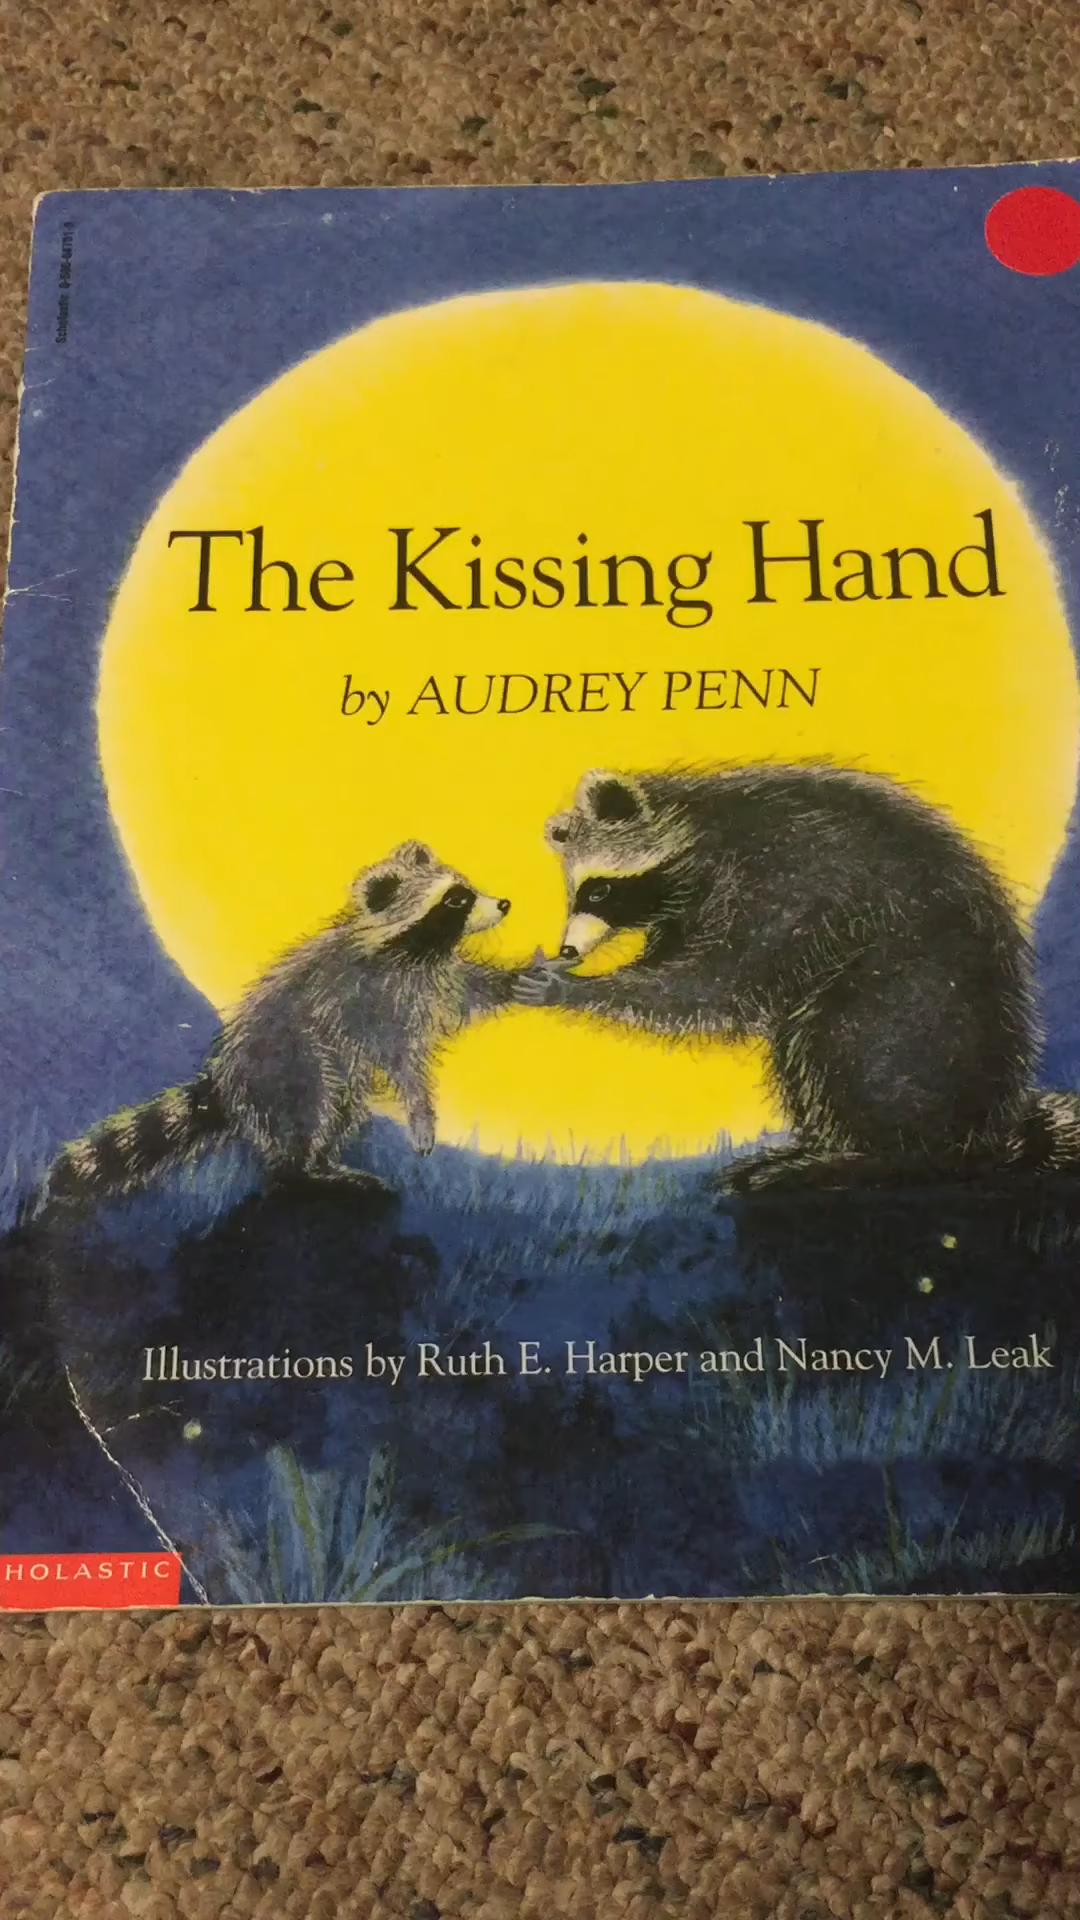 The Kissing Hand
by AUDREY PENN
Illustrations by Ruth E. Harper and Nancy M. Leak
HOLASTIC